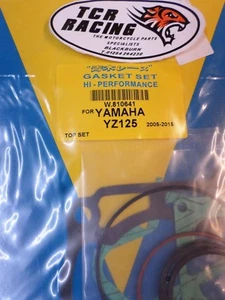 TCR
RACING
THE MOTORCYCLE PARTS
SPECIALISTS
BLACKBURN
GASKET SET
HI - PERFORMANCE
W.810641
FOR YAMAHA
YZ125 2005-2015
TOP SET